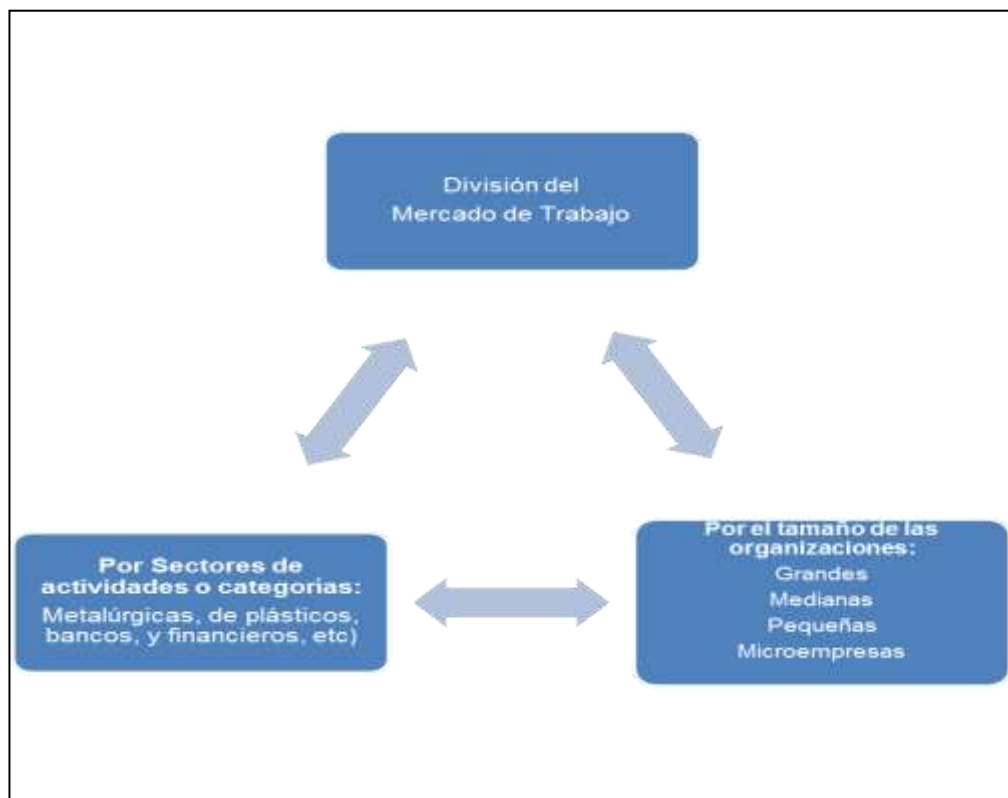 División del
Mercado de Trabajo
Por Sectores de
actividades o categorías:
Metalúrgicas, de plásticos,
bancos, y financieros, etc)
Por el tamaño de las
organizaciones:
Grandes
Medianas
Pequeñas
Microempresas